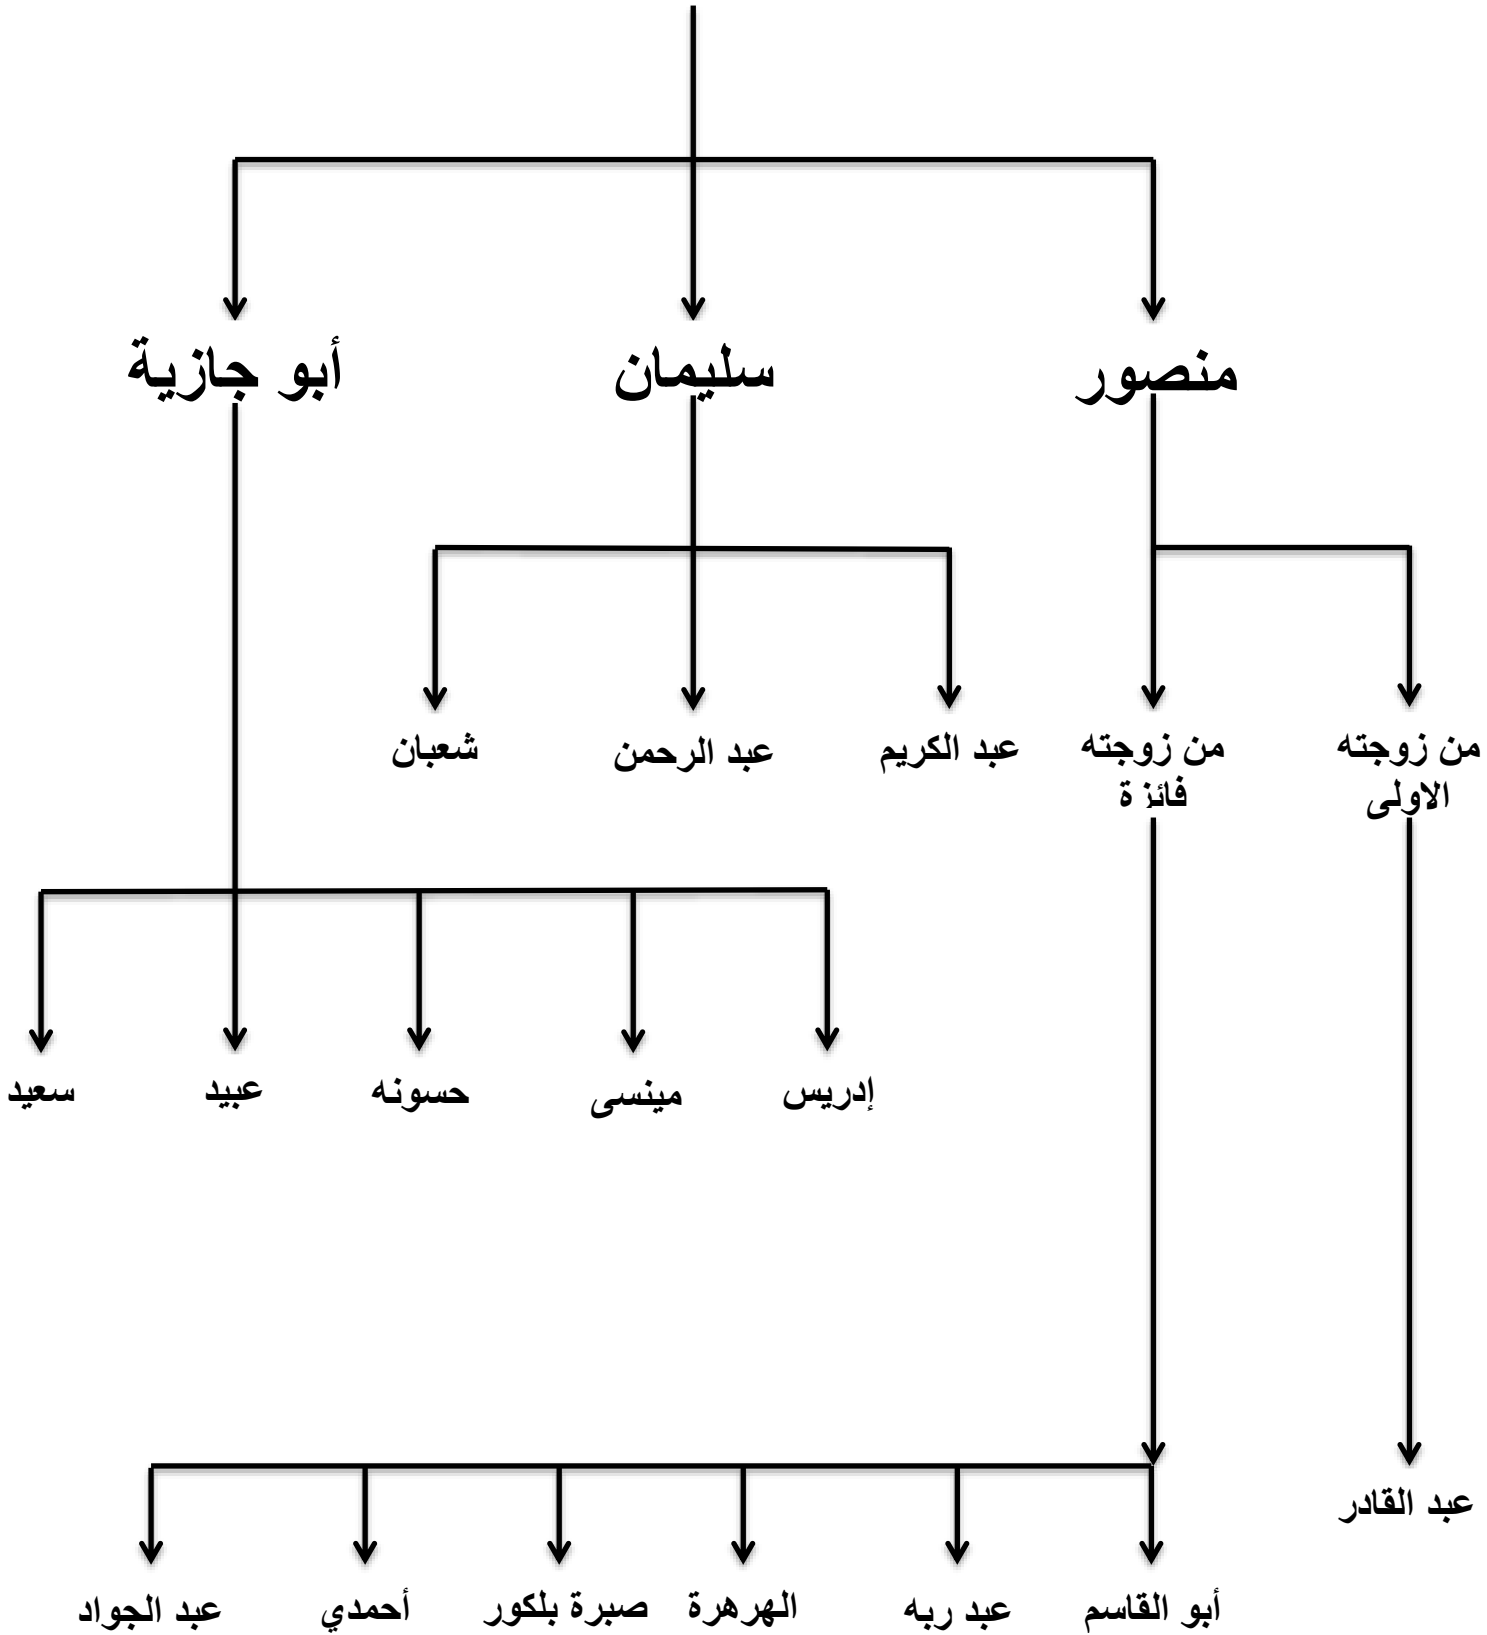 منصور
سليمان
أبو جازية
من زوجته
الاولى
من زوجته
فائزة
عبد الكريم
عبد الرحمن
شعبان
إدريس
مينسى
حسونه
عبيد
سعيد
عبد القادر
أبو القاسم
عبد ربه
الهرهرة
صبرة بلكور
أحمدي
عبد الجواد